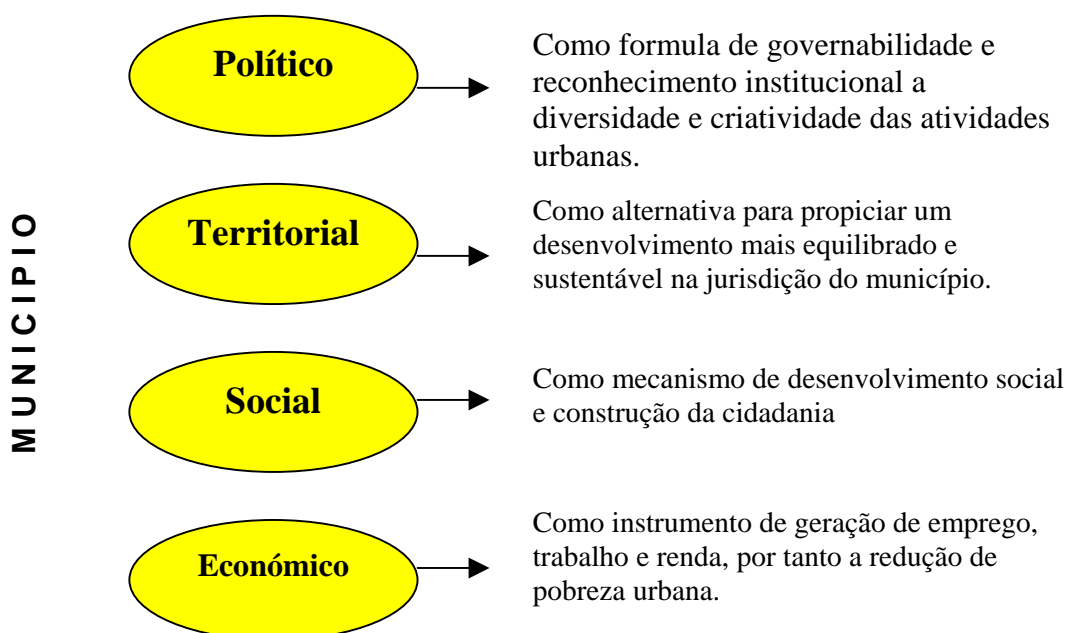 MUNICIPIO
Político
Como formula de governabilidade e
reconhecimento institucional a
diversidade e criatividade das atividades
urbanas.
Territorial
Como alternativa para propiciar um
desenvolvimento mais equilibrado e
sustentável na jurisdição do município.
Social
Como mecanismo de desenvolvimento social
e construção da cidadania
Económico
Como instrumento de geração de emprego,
trabalho e renda, por tanto a redução de
pobreza urbana.